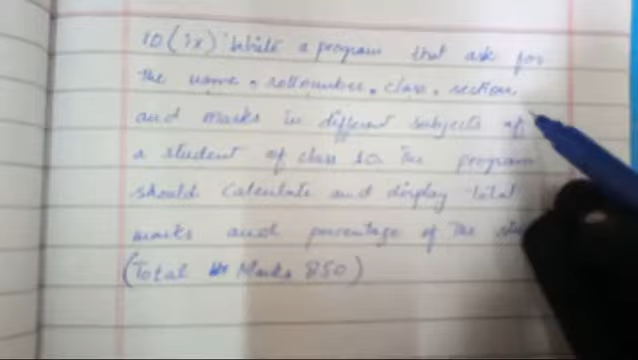 10(ix) Write a program that ask for
the name, rollnumber, class, section
and marks in different subjects of
a student of class 10 The program
should calculate and display total
marks and percentage of the
(Total Marks 850)